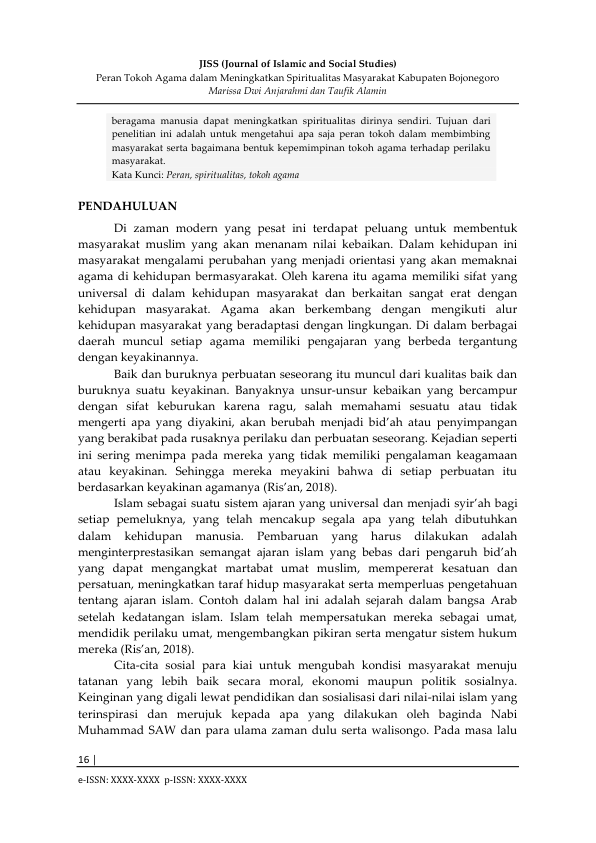 JISS (Journal of Islamic and Social Studies)
Peran Tokoh Agama dalam Meningkatkan Spiritualitas Masyarakat Kabupaten Bojonegoro
Marissa Dwi Anjarahmi dan Taufik Alamin
beragama manusia dapat meningkatkan spiritualitas dirinya sendiri. Tujuan dari
penelitian ini adalah untuk mengetahui apa saja peran tokoh dalam membimbing
masyarakat serta bagaimana bentuk kepemimpinan tokoh agama terhadap perilaku
masyarakat.
Kata Kunci: Peran, spiritualitas, tokoh agama
PENDAHULUAN
Di zaman modern yang pesat ini terdapat peluang untuk membentuk
masyarakat muslim yang akan menanam nilai kebaikan. Dalam kehidupan ini
masyarakat mengalami perubahan yang menjadi orientasi yang akan memaknai
agama di kehidupan bermasyarakat. Oleh karena itu agama memiliki sifat yang
universal di dalam kehidupan masyarakat dan berkaitan sangat erat dengan
kehidupan masyarakat. Agama akan berkembang dengan mengikuti alur
kehidupan masyarakat yang beradaptasi dengan lingkungan. Di dalam berbagai
daerah muncul setiap agama memiliki pengajaran yang berbeda tergantung
dengan keyakinannya.
Baik dan buruknya perbuatan seseorang itu muncul dari kualitas baik dan
buruknya suatu keyakinan. Banyaknya unsur-unsur kebaikan yang bercampur
dengan sifat keburukan karena ragu, salah memahami sesuatu atau tidak
mengerti apa yang diyakini, akan berubah menjadi bid’ah atau penyimpangan
yang berakibat pada rusaknya perilaku dan perbuatan seseorang. Kejadian seperti
ini sering menimpa pada mereka yang tidak memiliki pengalaman keagamaan
atau keyakinan. Sehingga mereka meyakini bahwa di setiap perbuatan itu
berdasarkan keyakinan agamanya (Ris’an, 2018).
Islam sebagai suatu sistem ajaran yang universal dan menjadi syir’ah bagi
setiap pemeluknya, yang telah mencakup segala apa yang telah dibutuhkan
dalam kehidupan manusia. Pembaruan yang harus dilakukan adalah
menginterprestasikan semangat ajaran islam yang bebas dari pengaruh bid’ah
yang dapat mengangkat martabat umat muslim, mempererat kesatuan dan
persatuan, meningkatkan taraf hidup masyarakat serta memperluas pengetahuan
tentang ajaran islam. Contoh dalam hal ini adalah sejarah dalam bangsa Arab
setelah kedatangan islam. Islam telah mempersatukan mereka sebagai umat,
mendidik perilaku umat, mengembangkan pikiran serta mengatur sistem hukum
mereka (Ris’an, 2018).
Cita-cita sosial para kiai untuk mengubah kondisi masyarakat menuju
tatanan yang lebih baik secara moral, ekonomi maupun politik sosialnya.
Keinginan yang digali lewat pendidikan dan sosialisasi dari nilai-nilai islam yang
terinspirasi dan merujuk kepada apa yang dilakukan oleh baginda Nabi
Muhammad SAW dan para ulama zaman dulu serta walisongo. Pada masa lalu
16 |
e-ISSN: XXXX-XXXX p-ISSN: XXXX-XXXX